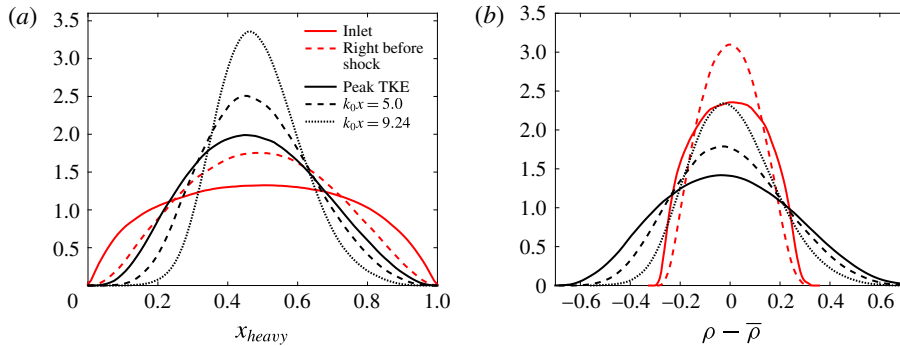 (a)
3.5
3.0
2.5
2.0
1.5
1.0
0.5
0
0.2
0.4
0.6
0.8
1.0
x_heavy
Inlet
Right before
shock
Peak TKE
k₀x = 5.0
k₀x = 9.24
(b)
3.5
3.0
2.5
2.0
1.5
1.0
0.5
−0.6
−0.4
−0.2
0
0.2
0.4
0.6
ρ − ρ̅